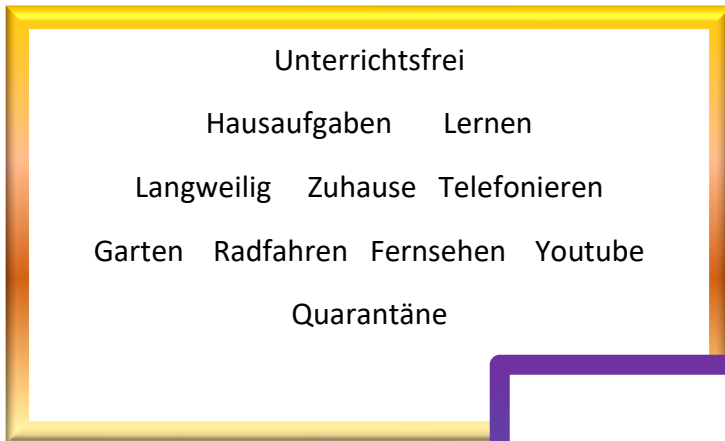 Unterrichtsfrei
Hausaufgaben Lernen
Langweilig Zuhause Telefonieren
Garten Radfahren Fernsehen Youtube
Quarantäne